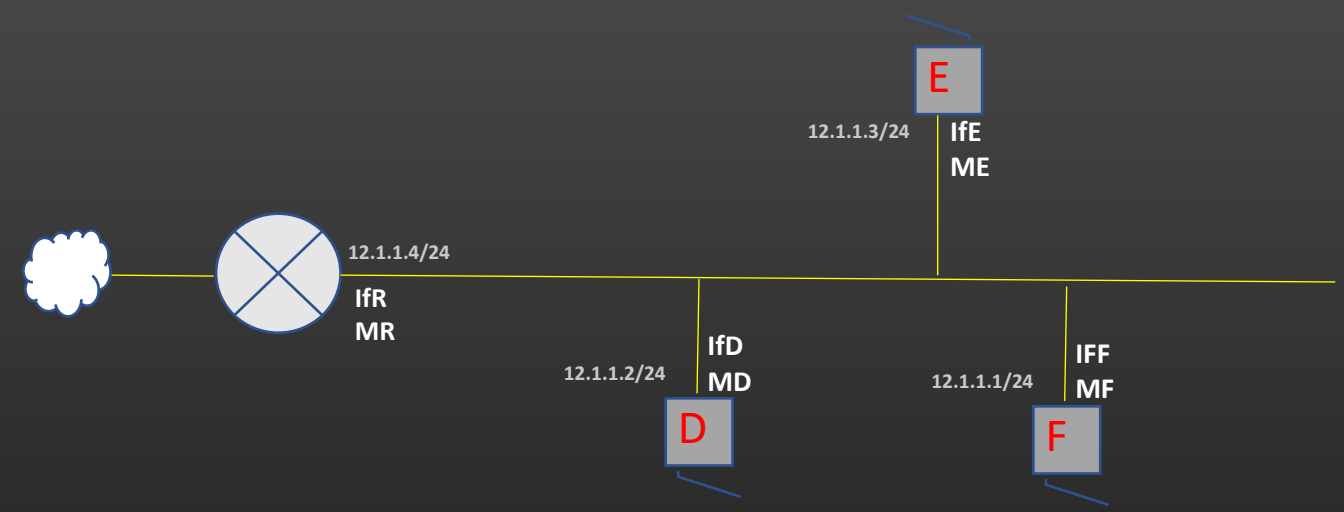 E
12.1.1.3/24
IfE
ME
12.1.1.4/24
IfR
MR
IfD
12.1.1.2/24
MD
D
IFF
12.1.1.1/24
MF
F